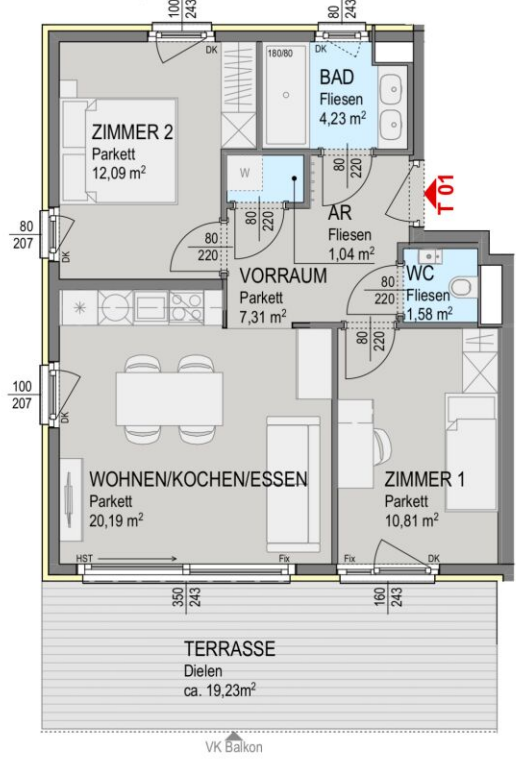 100
243
80
243
DK
DK
180/80
BAD
Fliesen
4,23 m²
ZIMMER 2
Parkett
12,09 m²
80
220
W
80
220
T 01
AR
Fliesen
1,04 m²
80
207
DK
80
220
VORRAUM
Parkett
7,31 m²
80
220
WC
Fliesen
1,58 m²
80
220
100
207
DK
WOHNEN/KOCHEN/ESSEN
Parkett
20,19 m²
ZIMMER 1
Parkett
10,81 m²
HST
Fix
Fix
DK
350
243
160
243
TERRASSE
Dielen
ca. 19,23m²
VK Balkon